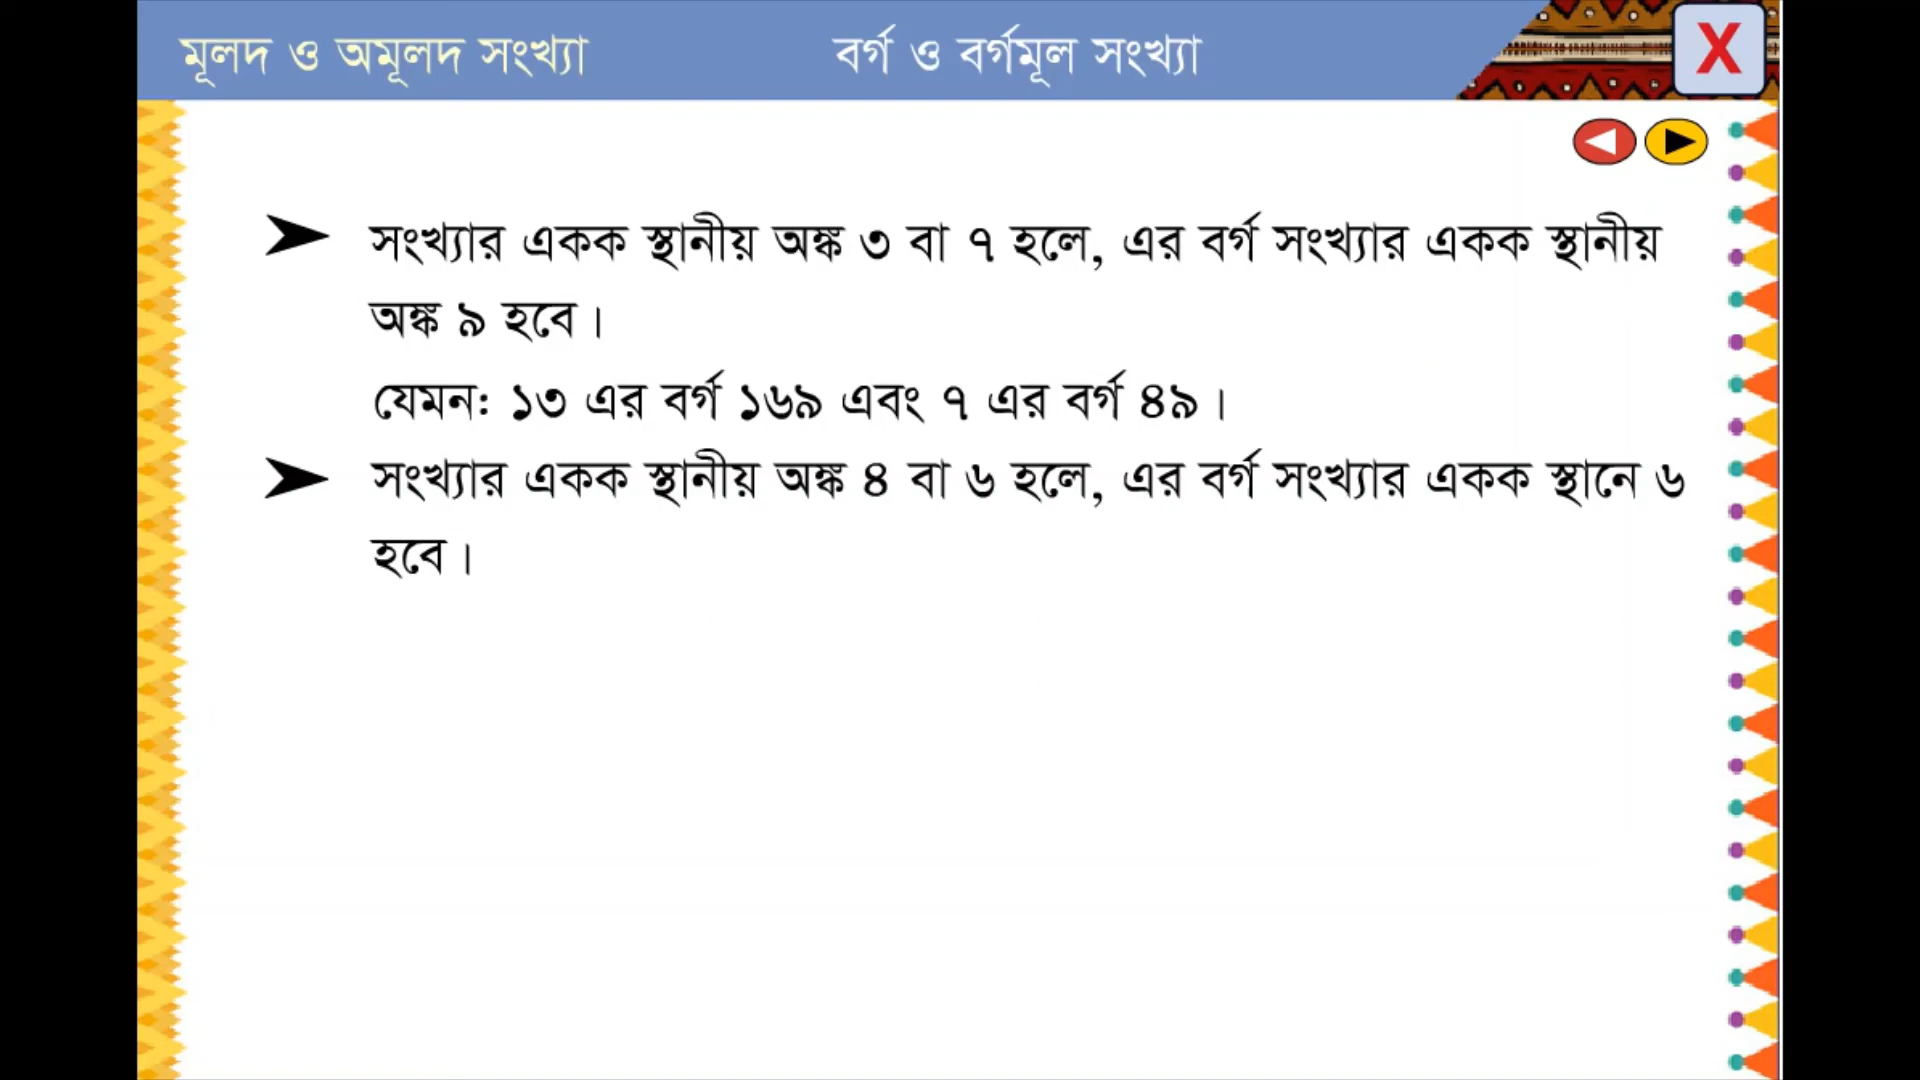 মূলদ ও অমূলদ সংখ্যা
বর্গ ও বর্গমূল সংখ্যা
X
সংখ্যার একক স্থানীয় অঙ্ক ৩ বা ৭ হলে, এর বর্গ সংখ্যার একক স্থানীয়
অঙ্ক ৯ হবে।
যেমন: ১৩ এর বর্গ ১৬৯ এবং ৭ এর বর্গ ৪৯।
সংখ্যার একক স্থানীয় অঙ্ক ৪ বা ৬ হলে, এর বর্গ সংখ্যার একক স্থানে ৬
হবে।